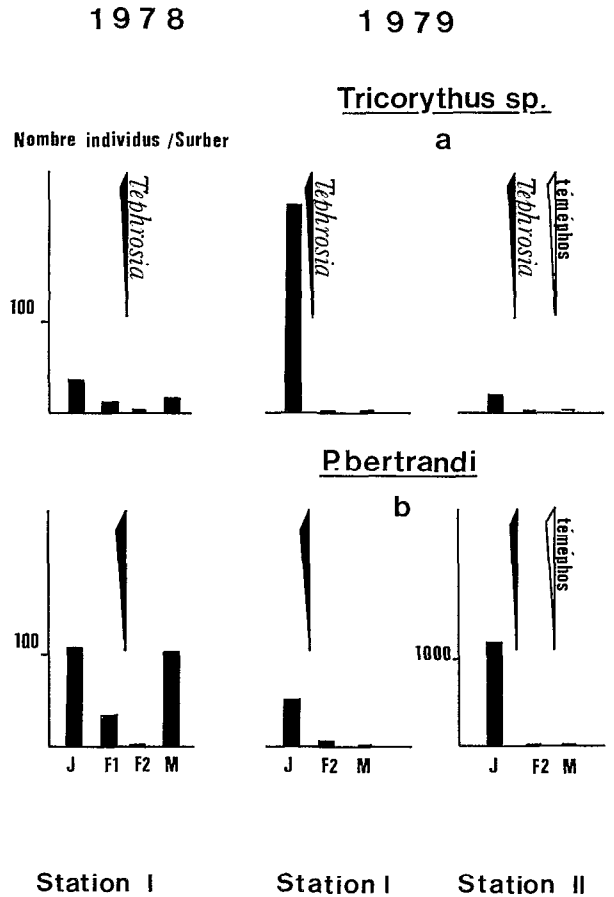 1978 1979
Tricorythus sp.
Nombre individus /Surber
a
Tephrosia Tephrosia Tephrosia téméphos
100
P.bertrandi
b
téméphos
100 1000
J F1 F2 M J F2 M J F2 M
Station I Station I Station II